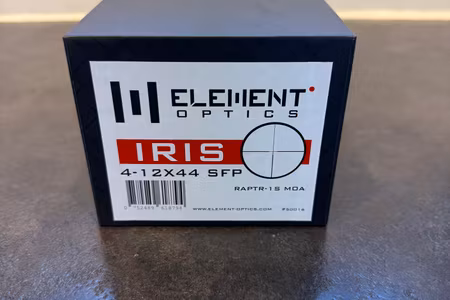 ELEMENT
OPTICS
IRIS
4-12X44 SFP
RAPTR-1S MOA
WWW.ELEMENT-OPTICS.COM